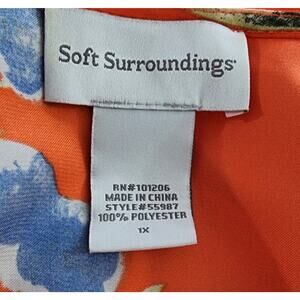 Soft Surroundings
RN#101206
MADE IN CHINA
STYLE#55987
100% POLYESTER
1X